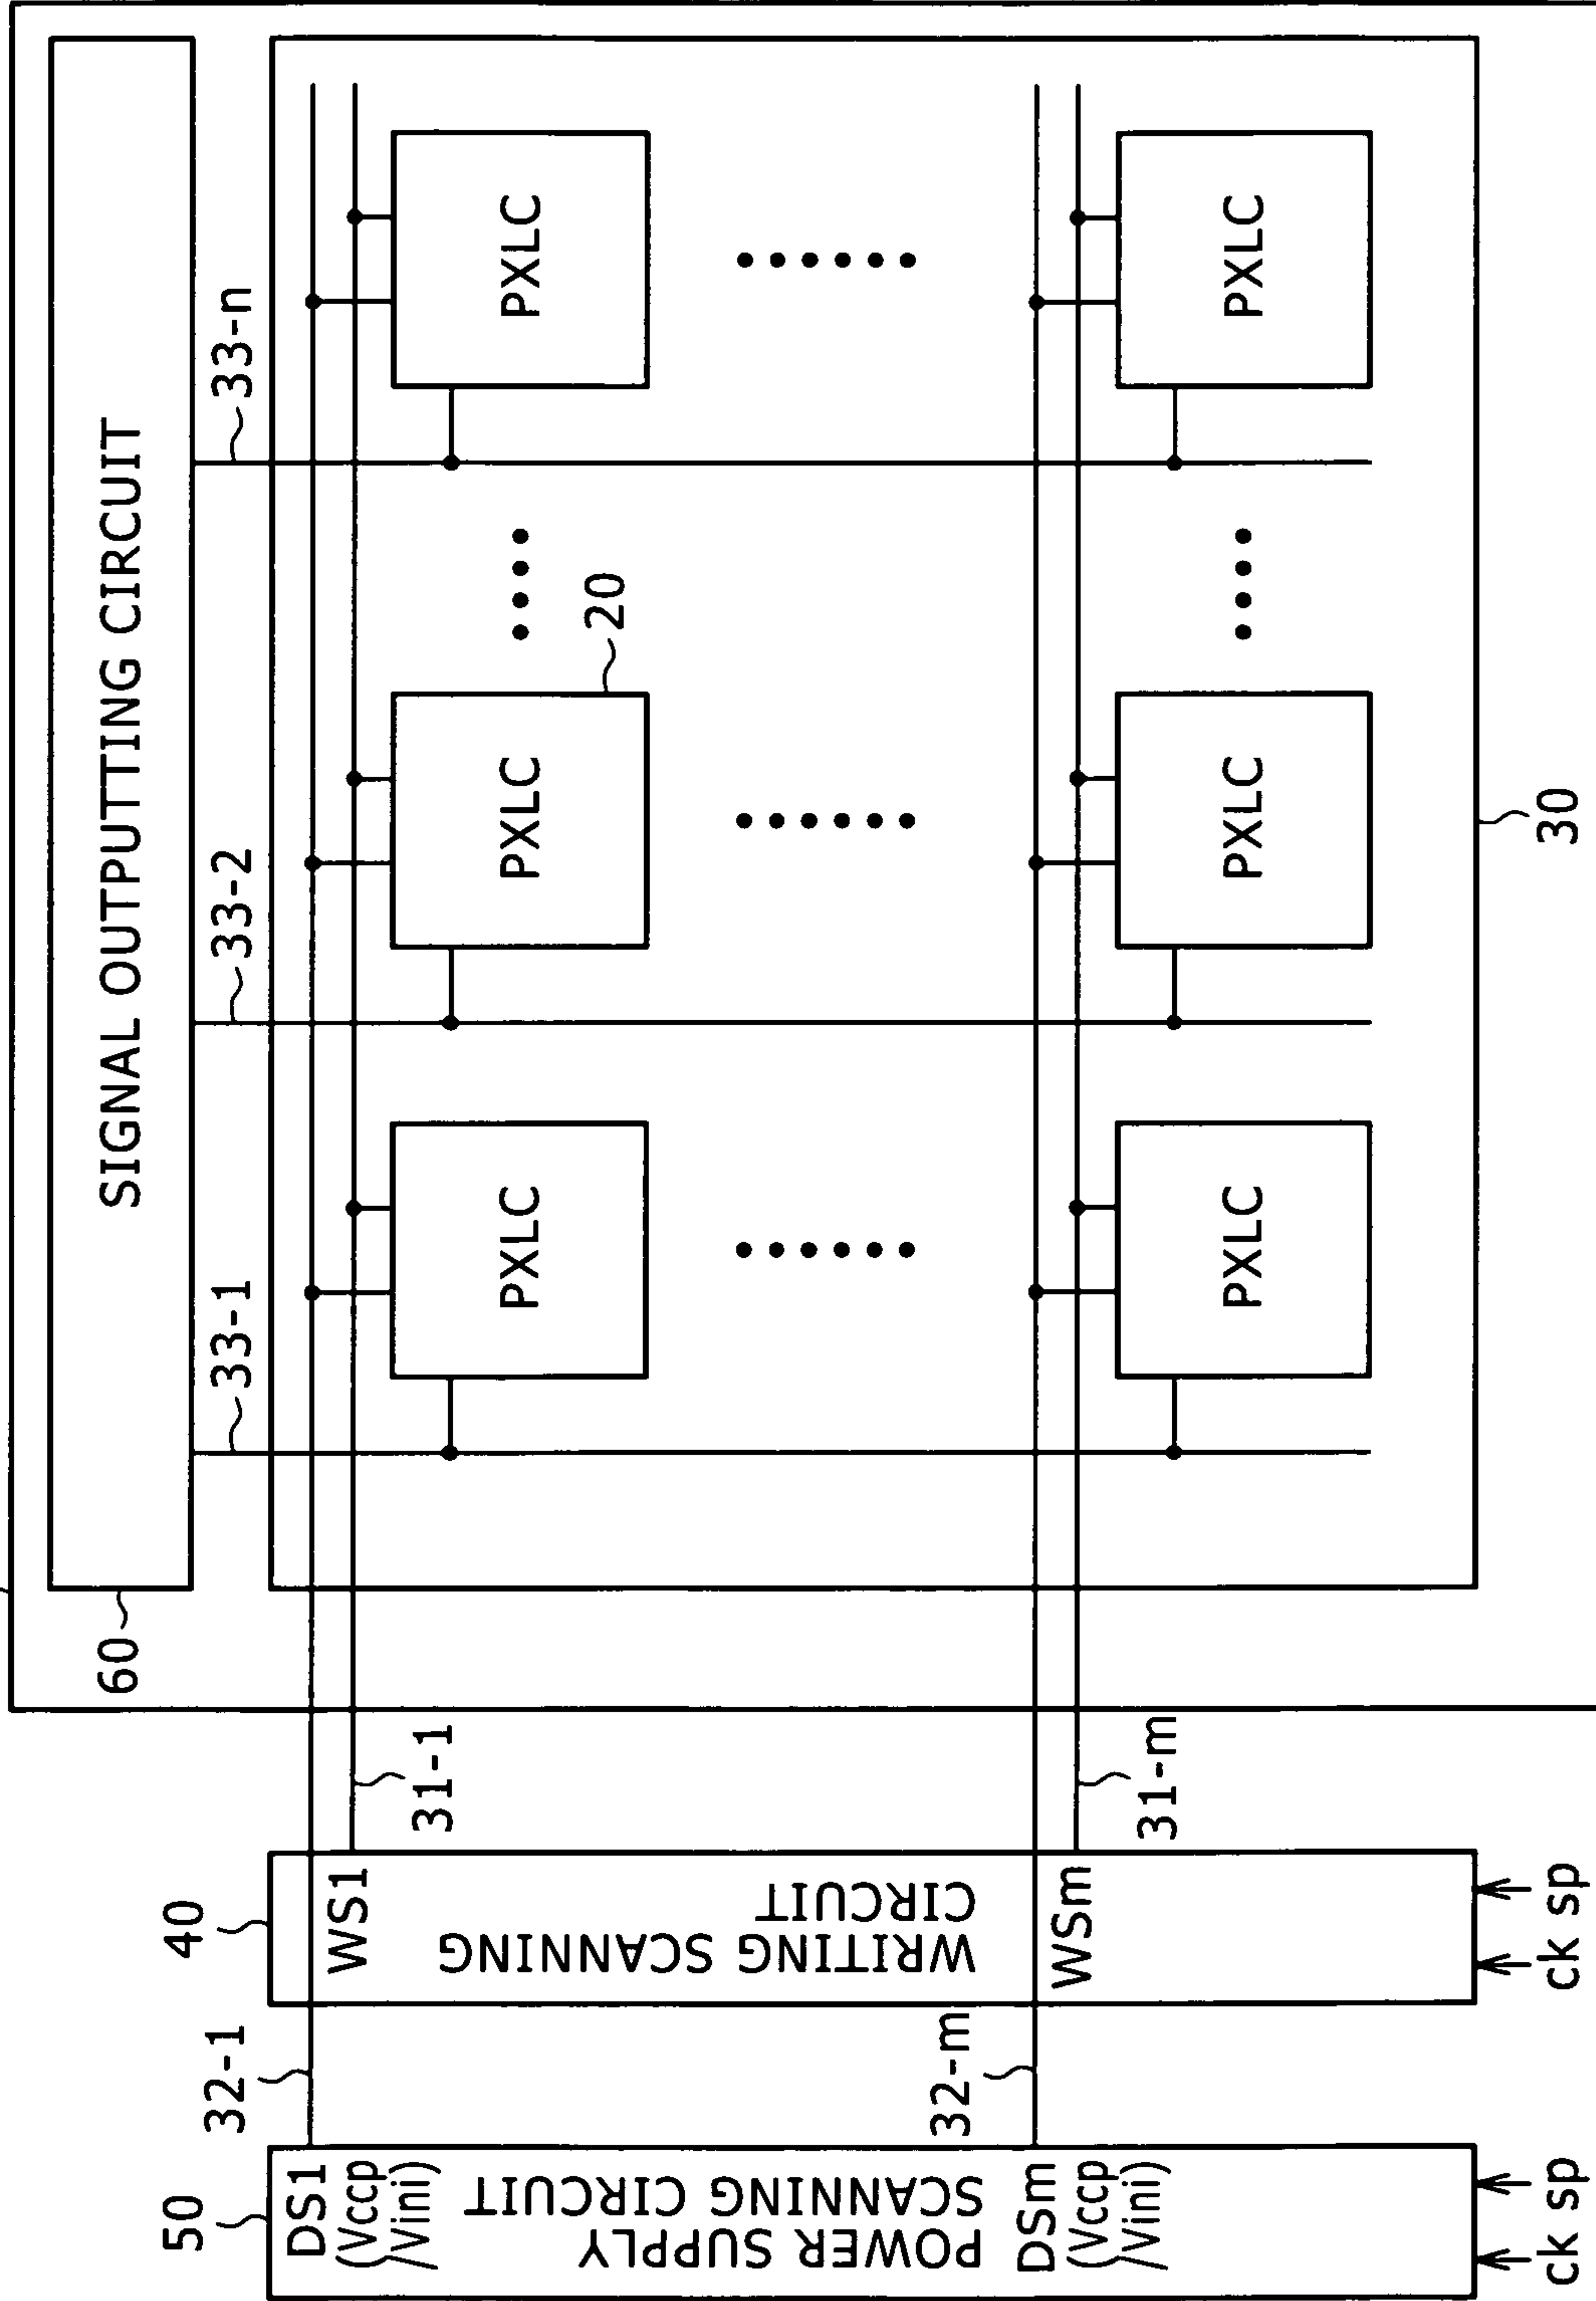 50
DS1
(Vccp
/Vini)
POWER SUPPLY
SCANNING CIRCUIT
DSm
(Vccp
/Vini)
ck sp
32-1
32-m
40
WS1
WRITING SCANNING
CIRCUIT
WSm
ck sp
31-1
31-m
60
SIGNAL OUTPUTTING CIRCUIT
33-1
33-2
33-n
PXLC
PXLC
PXLC
20
PXLC
PXLC
PXLC
30